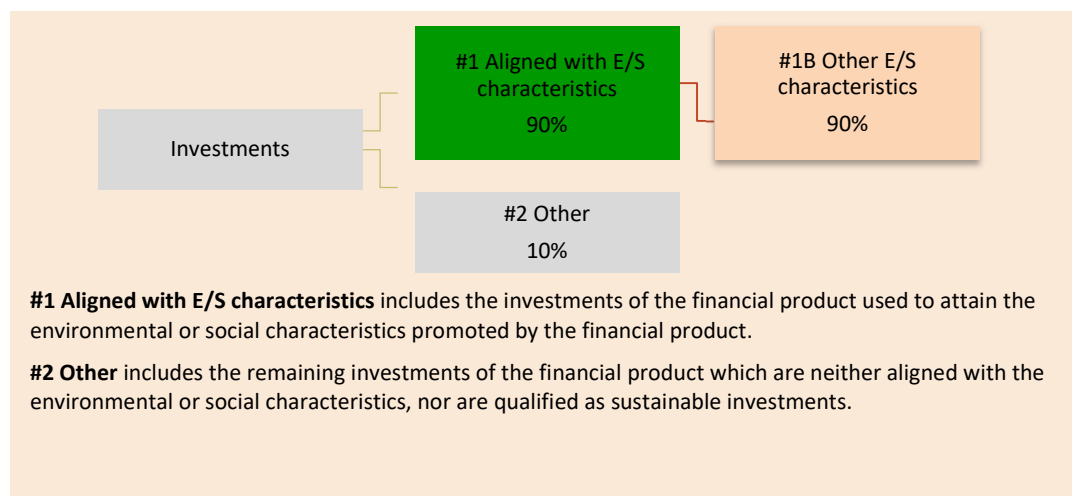 #1 Aligned with E/S
characteristics
90%
#1B Other E/S
characteristics
90%
Investments
#2 Other
10%
#1 Aligned with E/S characteristics includes the investments of the financial product used to attain the
environmental or social characteristics promoted by the financial product.
#2 Other includes the remaining investments of the financial product which are neither aligned with the
environmental or social characteristics, nor are qualified as sustainable investments.